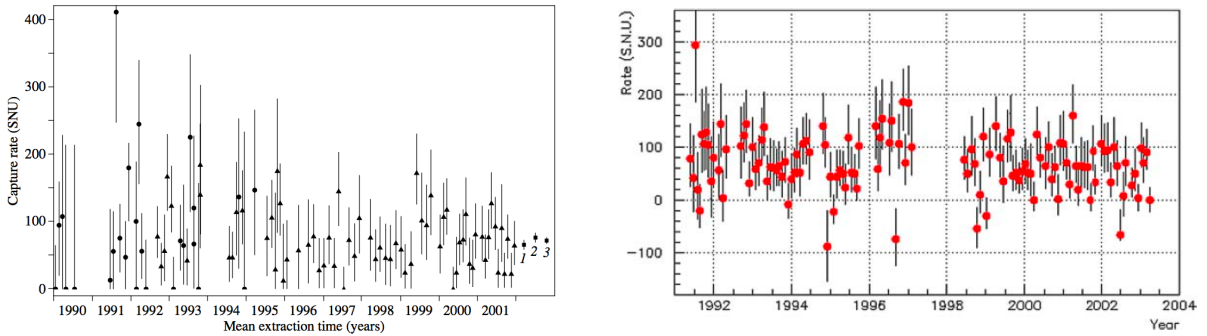 400
300
200
100
0
Capture rate (SNU)
1990 1991 1992 1993 1994 1995 1996 1997 1998 1999 2000 2001
Mean extraction time (years)
1 2 3
Rate (S.N.U.)
300
200
100
0
−100
1992 1994 1996 1998 2000 2002 2004
Year